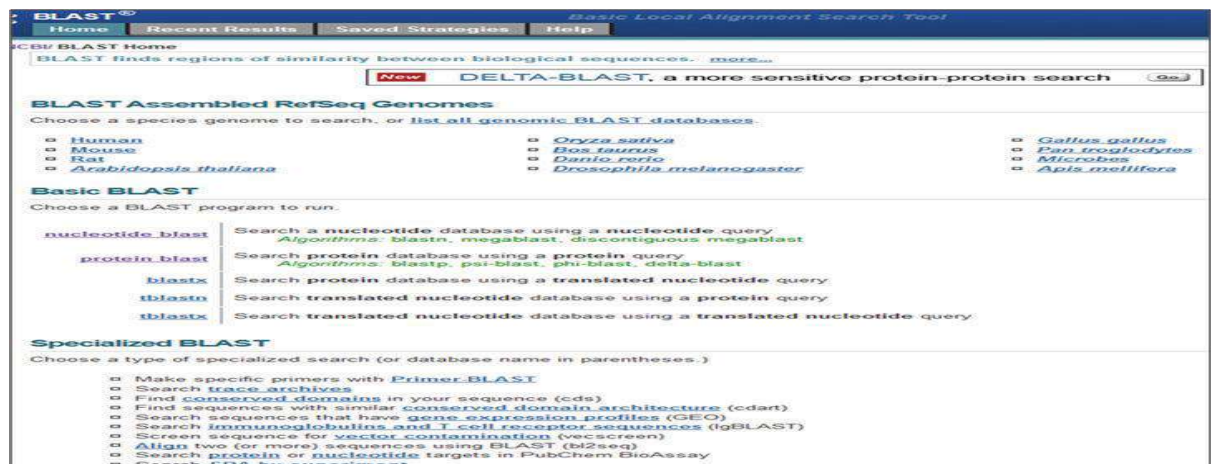 BLAST® Basic Local Alignment Search Tool
Home Recent Results Saved Strategies Help
NCBI/ BLAST Home
BLAST finds regions of similarity between biological sequences. more...
New DELTA-BLAST, a more sensitive protein-protein search Go
BLAST Assembled RefSeq Genomes
Choose a species genome to search, or list all genomic BLAST databases.
Human Oryza sativa Gallus gallus
Mouse Bos taurus Pan troglodytes
Rat Danio rerio Microbes
Arabidopsis thaliana Drosophila melanogaster Apis mellifera
Basic BLAST
Choose a BLAST program to run.
nucleotide blast Search a nucleotide database using a nucleotide query
Algorithms: blastn, megablast, discontiguous megablast
protein blast Search protein database using a protein query
Algorithms: blastp, psi-blast, phi-blast, delta-blast
blastx Search protein database using a translated nucleotide query
tblastn Search translated nucleotide database using a protein query
tblastx Search translated nucleotide database using a translated nucleotide query
Specialized BLAST
Choose a type of specialized search (or database name in parentheses.)
Make specific primers with Primer-BLAST
Search trace archives
Find conserved domains in your sequence (cds)
Find sequences with similar conserved domain architecture (cdart)
Search sequences that have gene expression profiles (GEO)
Search immunoglobulins and T cell receptor sequences (IgBLAST)
Screen sequence for vector contamination (vecscreen)
Align two (or more) sequences using BLAST (bl2seq)
Search protein or nucleotide targets in PubChem BioAssay
Search SRA by experiment